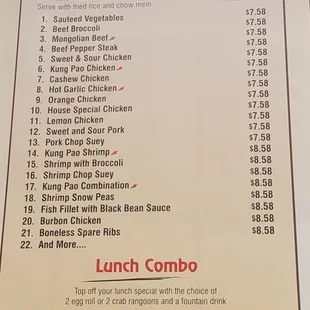 Serve with fried rice and chow mein
1. Sauteed Vegetables $7.58
2. Beef Broccoli $7.58
3. Mongolian Beef $7.58
4. Beef Pepper Steak $7.58
5. Sweet & Sour Chicken $7.58
6. Kung Pao Chicken $7.58
7. Cashew Chicken $7.58
8. Hot Garlic Chicken $7.58
9. Orange Chicken $7.58
10. House Special Chicken $7.58
11. Lemon Chicken $7.58
12. Sweet and Sour Pork $7.58
13. Pork Chop Suey $7.58
14. Kung Pao Shrimp $8.58
15. Shrimp with Broccoli $8.58
16. Shrimp Chop Suey $8.58
17. Kung Pao Combination $8.58
18. Shrimp Snow Peas $8.58
19. Fish Fillet with Black Bean Sauce $8.58
20. Burbon Chicken $8.58
21. Boneless Spare Ribs $8.58
22. And More....
Lunch Combo
Top off your lunch special with the choice of
2 egg roll or 2 crab rangoons and a fountain drink